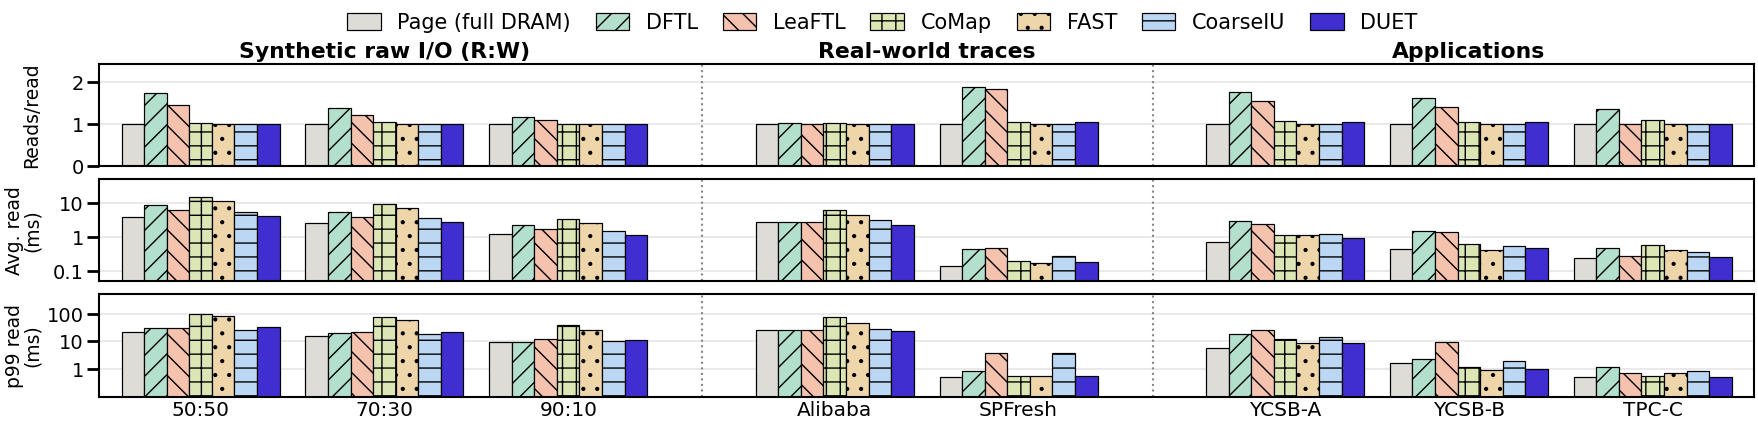 Page (full DRAM) DFTL LeaFTL CoMap FAST CoarseIU DUET
Synthetic raw I/O (R:W) Real-world traces Applications
Reads/read
2
1
0
Avg. read
(ms)
10
1
0.1
p99 read
(ms)
100
10
1
50:50 70:30 90:10 Alibaba SPFresh YCSB-A YCSB-B TPC-C